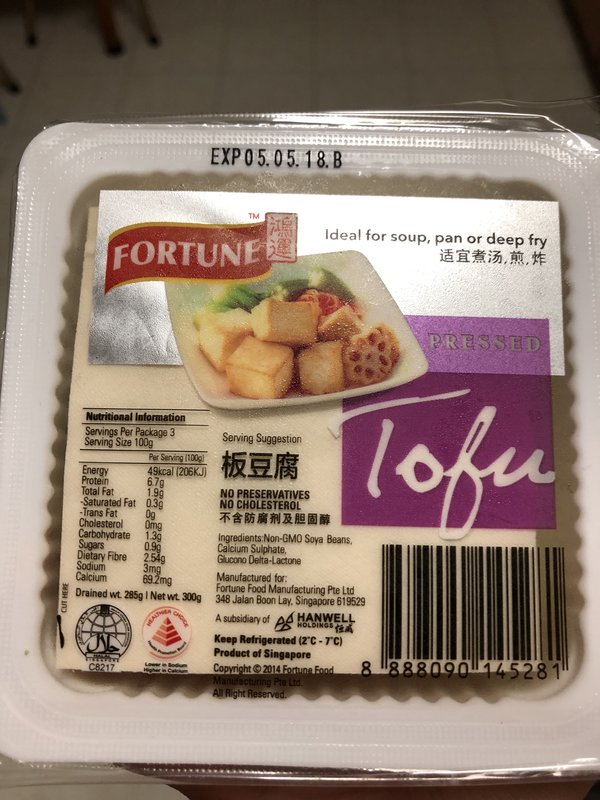 EXP05.05.18.B
TM
FORTUNE 鴻運
Ideal for soup, pan or deep fry
适宜煮汤,煎,炸
PRESSED
Tofu
Nutritional Information
Servings Per Package 3
Serving Size 100g
Per Serving (100g)
Energy 49kcal (206KJ)
Protein 6.7g
Total Fat 1.9g
-Saturated Fat 0.3g
-Trans Fat 0g
Cholesterol 0mg
Carbohydrate 1.3g
Sugars 0.9g
Dietary Fibre 2.54g
Sodium 3mg
Calcium 69.2mg
Drained wt. 285g | Net wt. 300g
CUT HERE
Serving Suggestion
板豆腐
NO PRESERVATIVES
NO CHOLESTEROL
不含防腐剂及胆固醇
Ingredients:Non-GMO Soya Beans,
Calcium Sulphate,
Glucono Delta-Lactone
Manufactured for:
Fortune Food Manufacturing Pte Ltd
348 Jalan Boon Lay, Singapore 619529
A subsidiary of HANWELL
HOLDINGS
Keep Refrigerated (2°C - 7°C)
Product of Singapore
Copyright © 2014 Fortune Food
Manufacturing Pte Ltd.
All Right Reserved.
SINGAPORE
C8217
HEALTHIER CHOICE
Lower in Sodium
Higher in Calcium
8 888090 145281